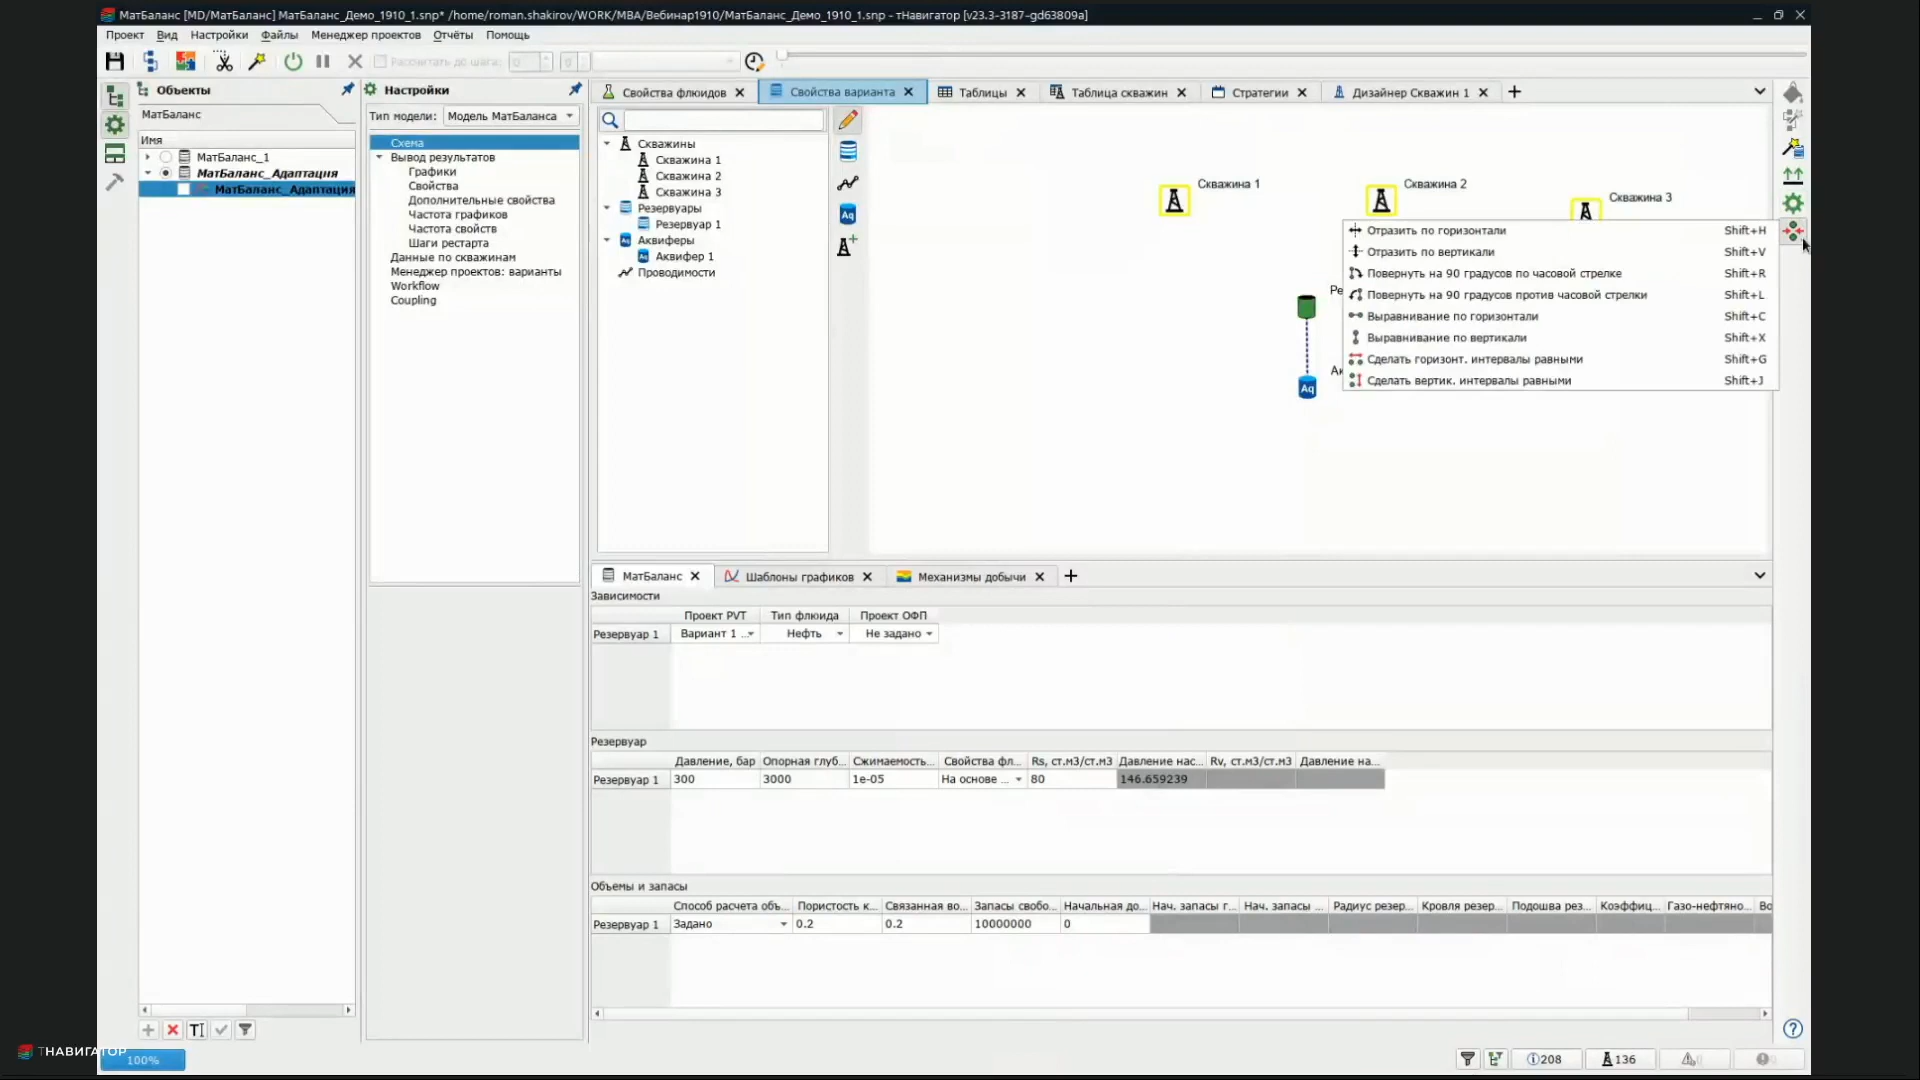 МатБаланс [MD/МатБаланс] МатБаланс_Демо_1910_1.snp* /home/roman.shakirov/WORK/MBA/Вебинар1910/МатБаланс_Демо_1910_1.snp - тНавигатор [v23.3-3187-gd63809a]
Проект Вид Настройки Файлы Менеджер проектов Отчёты Помощь
Рассчитать до шага: 0 0
Объекты
МатБаланс
Имя
МатБаланс_1
МатБаланс_Адаптация
МатБаланс_Адаптация
Настройки
Тип модели: Модель МатБаланса
Схема
Вывод результатов
Графики
Свойства
Дополнительные свойства
Частота графиков
Частота свойств
Шаги рестарта
Данные по скважинам
Менеджер проектов: варианты
Workflow
Coupling
Свойства флюидов Свойства варианта Таблицы Таблица скважин Стратегии Дизайнер Скважин 1
Скважины
Скважина 1
Скважина 2
Скважина 3
Резервуары
Резервуар 1
Аквиферы
Аквифер 1
Проводимости
Aq
Скважина 1
Скважина 2
Скважина 3
Ре
Ак
Aq
Отразить по горизонтали Shift+H
Отразить по вертикали Shift+V
Повернуть на 90 градусов по часовой стрелке Shift+R
Повернуть на 90 градусов против часовой стрелки Shift+L
Выравнивание по горизонтали Shift+C
Выравнивание по вертикали Shift+X
Сделать горизонт. интервалы равными Shift+G
Сделать вертик. интервалы равными Shift+J
МатБаланс Шаблоны графиков Механизмы добычи
Зависимости
Проект PVT Тип флюида Проект ОФП
Резервуар 1 Вариант 1 ... Нефть Не задано
Резервуар
Давление, бар Опорная глуб... Сжимаемость... Свойства фл... Rs, ст.м3/ст.м3 Давление нас... Rv, ст.м3/ст.м3 Давление на...
Резервуар 1 300 3000 1e-05 На основе ... 80 146.659239
Объемы и запасы
Способ расчета объ... Пористость к... Связанная во... Запасы свобо... Начальная до... Нач. запасы г... Нач. запасы ... Радиус резер... Кровля резер... Подошва рез... Коэффиц... Газо-нефтяно... Во
Резервуар 1 Задано 0.2 0.2 10000000 0
ТНАВИГАТОР
100%
208 136